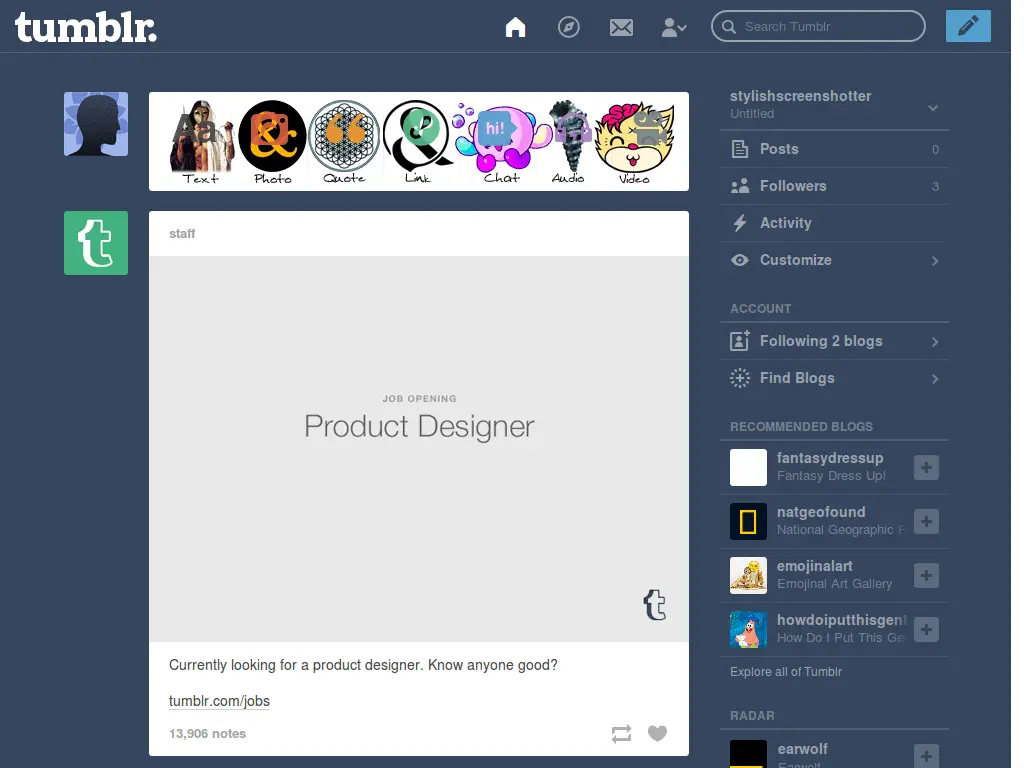 tumblr.
Search Tumblr
Aa
hi!
Text Photo Quote Link Chat Audio Video
staff
JOB OPENING
Product Designer
t
Currently looking for a product designer. Know anyone good?
tumblr.com/jobs
13,906 notes
stylishscreenshotter
Untitled
Posts 0
Followers 3
Activity
Customize
ACCOUNT
Following 2 blogs
Find Blogs
RECOMMENDED BLOGS
fantasydressup
Fantasy Dress Up!
natgeofound
National Geographic F
emojinalart
Emojinal Art Gallery
howdoiputthisgent
How Do I Put This Ge
Explore all of Tumblr
RADAR
earwolf
Earwolf